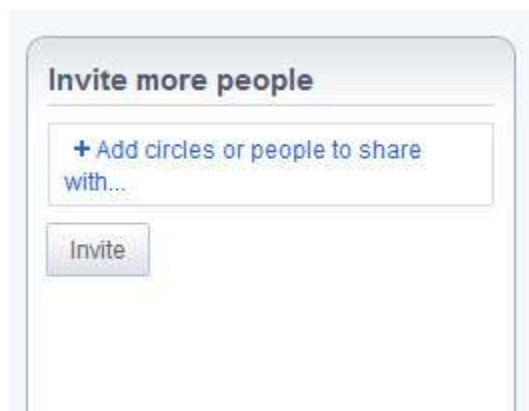 Invite more people
+ Add circles or people to share
with...
Invite